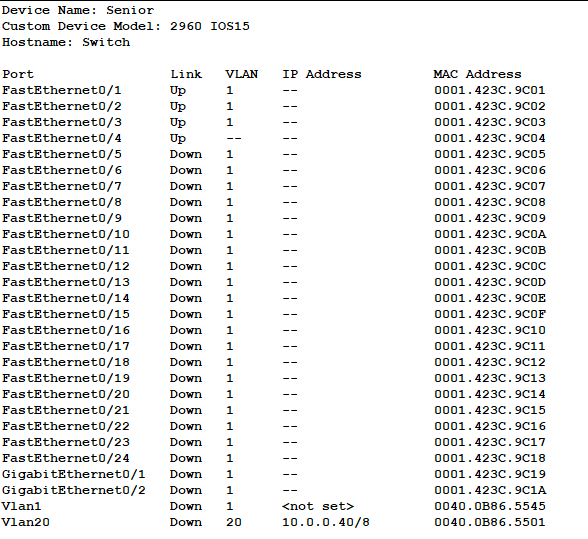 Device Name: Senior
Custom Device Model: 2960 IOS15
Hostname: Switch
Port Link VLAN IP Address MAC Address
FastEthernet0/1 Up 1 -- 0001.423C.9C01
FastEthernet0/2 Up 1 -- 0001.423C.9C02
FastEthernet0/3 Up 1 -- 0001.423C.9C03
FastEthernet0/4 Up -- -- 0001.423C.9C04
FastEthernet0/5 Down 1 -- 0001.423C.9C05
FastEthernet0/6 Down 1 -- 0001.423C.9C06
FastEthernet0/7 Down 1 -- 0001.423C.9C07
FastEthernet0/8 Down 1 -- 0001.423C.9C08
FastEthernet0/9 Down 1 -- 0001.423C.9C09
FastEthernet0/10 Down 1 -- 0001.423C.9C0A
FastEthernet0/11 Down 1 -- 0001.423C.9C0B
FastEthernet0/12 Down 1 -- 0001.423C.9C0C
FastEthernet0/13 Down 1 -- 0001.423C.9C0D
FastEthernet0/14 Down 1 -- 0001.423C.9C0E
FastEthernet0/15 Down 1 -- 0001.423C.9C0F
FastEthernet0/16 Down 1 -- 0001.423C.9C10
FastEthernet0/17 Down 1 -- 0001.423C.9C11
FastEthernet0/18 Down 1 -- 0001.423C.9C12
FastEthernet0/19 Down 1 -- 0001.423C.9C13
FastEthernet0/20 Down 1 -- 0001.423C.9C14
FastEthernet0/21 Down 1 -- 0001.423C.9C15
FastEthernet0/22 Down 1 -- 0001.423C.9C16
FastEthernet0/23 Down 1 -- 0001.423C.9C17
FastEthernet0/24 Down 1 -- 0001.423C.9C18
GigabitEthernet0/1 Down 1 -- 0001.423C.9C19
GigabitEthernet0/2 Down 1 -- 0001.423C.9C1A
Vlan1 Down 1 <not set> 0040.0B86.5545
Vlan20 Down 20 10.0.0.40/8 0040.0B86.5501